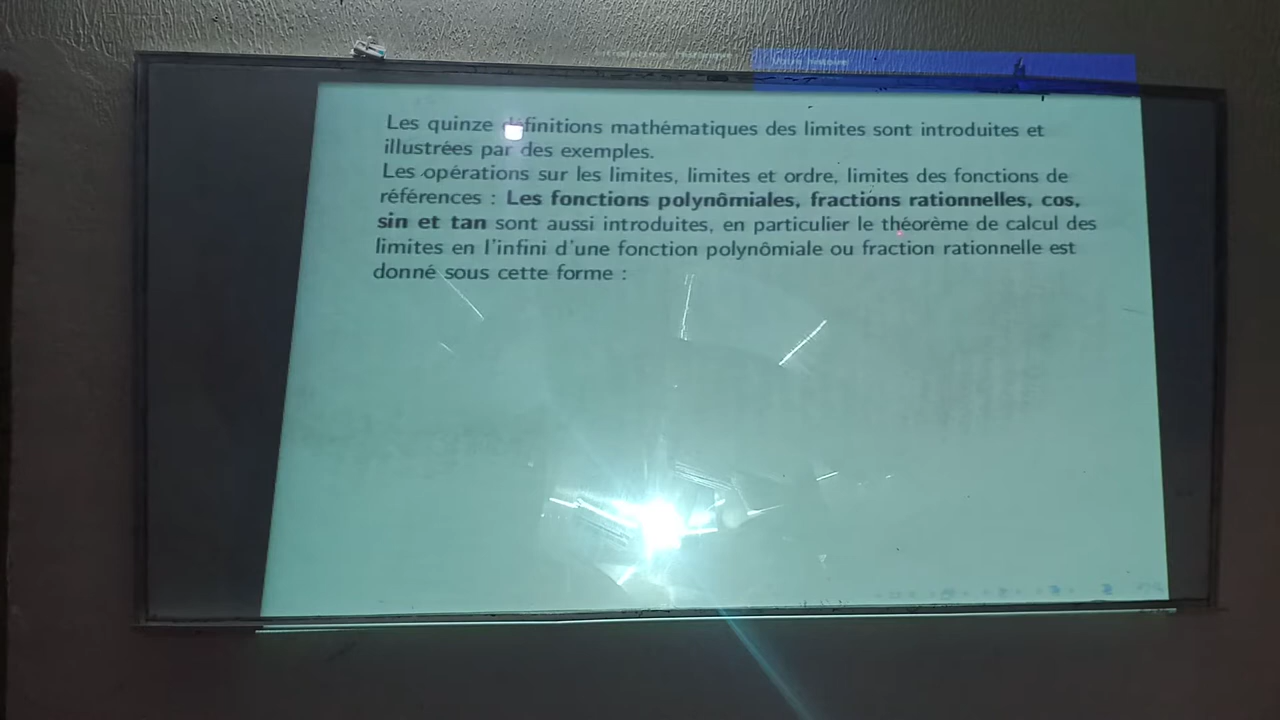 Les quinze définitions mathématiques des limites sont introduites et
illustrées par des exemples.
Les opérations sur les limites, limites et ordre, limites des fonctions de
références : Les fonctions polynômiales, fractions rationnelles, cos,
sin et tan sont aussi introduites, en particulier le théorème de calcul des
limites en l'infini d'une fonction polynômiale ou fraction rationnelle est
donné sous cette forme :